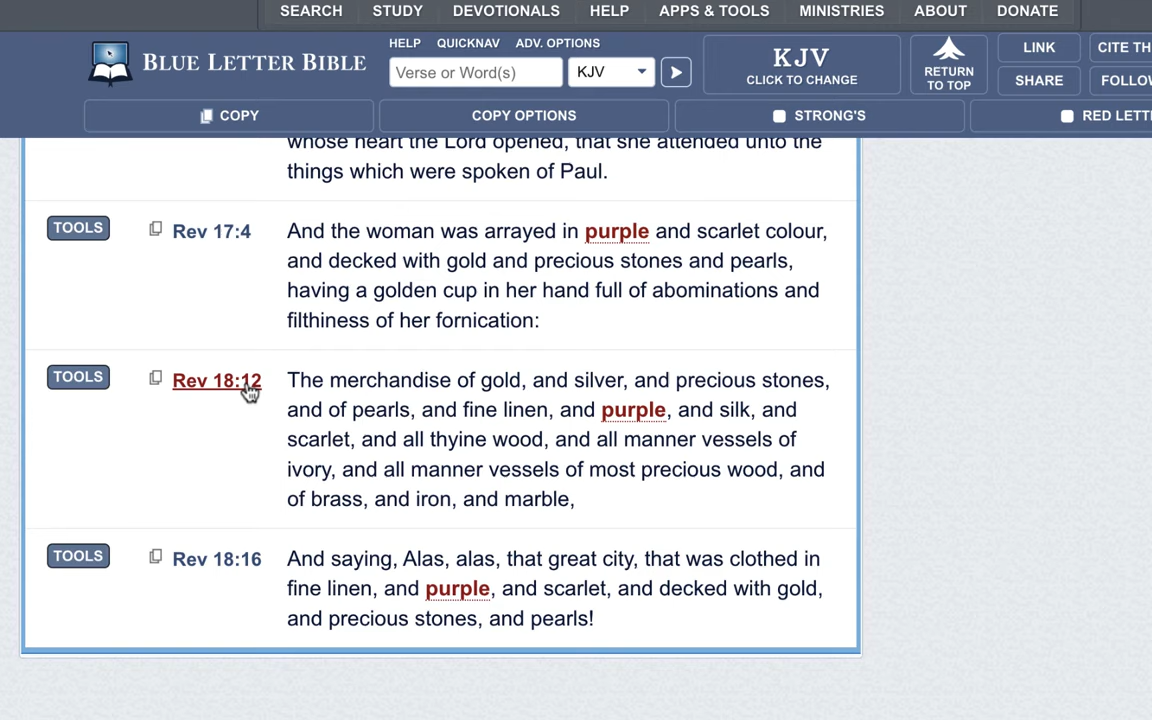 SEARCH STUDY DEVOTIONALS HELP APPS & TOOLS MINISTRIES ABOUT DONATE
BLUE LETTER BIBLE
HELP QUICKNAV ADV. OPTIONS
Verse or Word(s) KJV
KJV
CLICK TO CHANGE
RETURN
TO TOP
LINK CITE TH
SHARE FOLLO
COPY COPY OPTIONS STRONG'S RED LETT
whose heart the Lord opened, that she attended unto the
things which were spoken of Paul.
TOOLS Rev 17:4 And the woman was arrayed in purple and scarlet colour,
and decked with gold and precious stones and pearls,
having a golden cup in her hand full of abominations and
filthiness of her fornication:
TOOLS Rev 18:12 The merchandise of gold, and silver, and precious stones,
and of pearls, and fine linen, and purple, and silk, and
scarlet, and all thyine wood, and all manner vessels of
ivory, and all manner vessels of most precious wood, and
of brass, and iron, and marble,
TOOLS Rev 18:16 And saying, Alas, alas, that great city, that was clothed in
fine linen, and purple, and scarlet, and decked with gold,
and precious stones, and pearls!